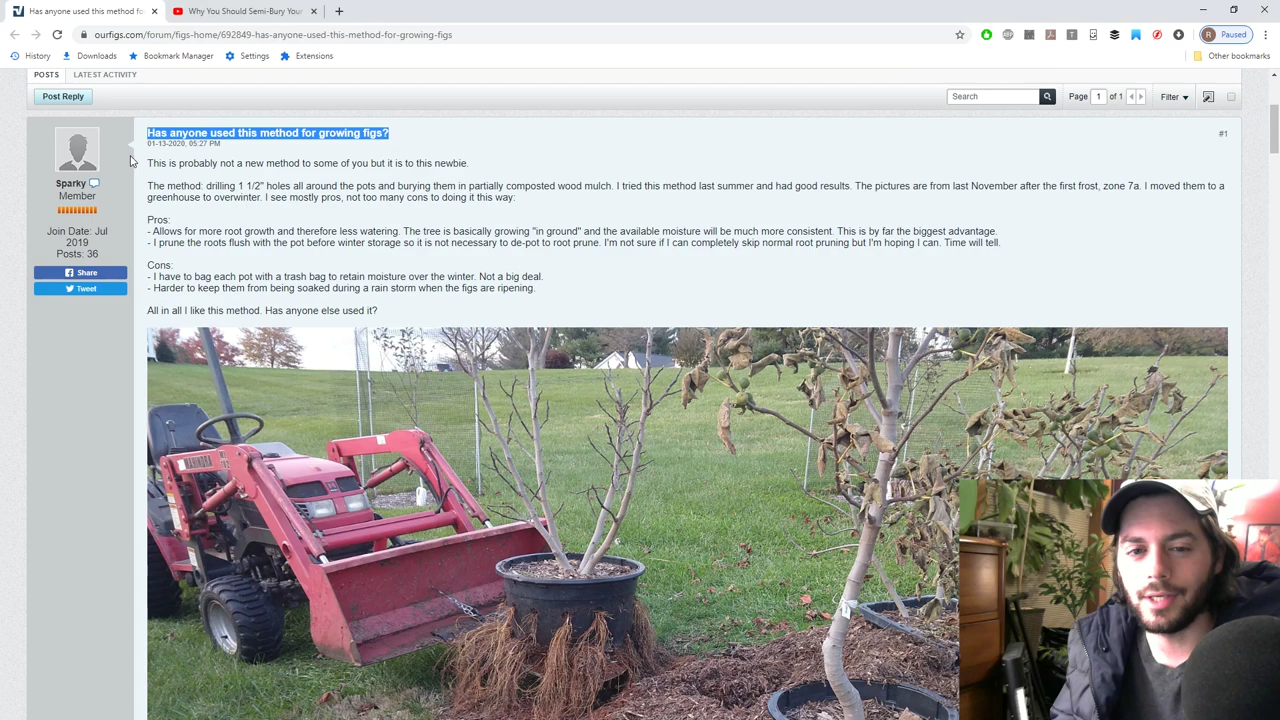 Has anyone used this method fo
Why You Should Semi-Bury Your
ourfigs.com/forum/figs-home/692849-has-anyone-used-this-method-for-growing-figs
Paused
History Downloads Bookmark Manager Settings Extensions Other bookmarks
POSTS LATEST ACTIVITY
Post Reply Search Page 1 of 1 Filter
Has anyone used this method for growing figs? #1
01-13-2020, 05:27 PM
This is probably not a new method to some of you but it is to this newbie.
Sparky
Member
Join Date: Jul
2019
Posts: 36
Share
Tweet
The method: drilling 1 1/2" holes all around the pots and burying them in partially composted wood mulch. I tried this method last summer and had good results. The pictures are from last November after the first frost, zone 7a. I moved them to a
greenhouse to overwinter. I see mostly pros, not too many cons to doing it this way:
Pros:
- Allows for more root growth and therefore less watering. The tree is basically growing "in ground" and the available moisture will be much more consistent. This is by far the biggest advantage.
- I prune the roots flush with the pot before winter storage so it is not necessary to de-pot to root prune. I'm not sure if I can completely skip normal root pruning but I'm hoping I can. Time will tell.
Cons:
- I have to bag each pot with a trash bag to retain moisture over the winter. Not a big deal.
- Harder to keep them from being soaked during a rain storm when the figs are ripening.
All in all I like this method. Has anyone else used it?